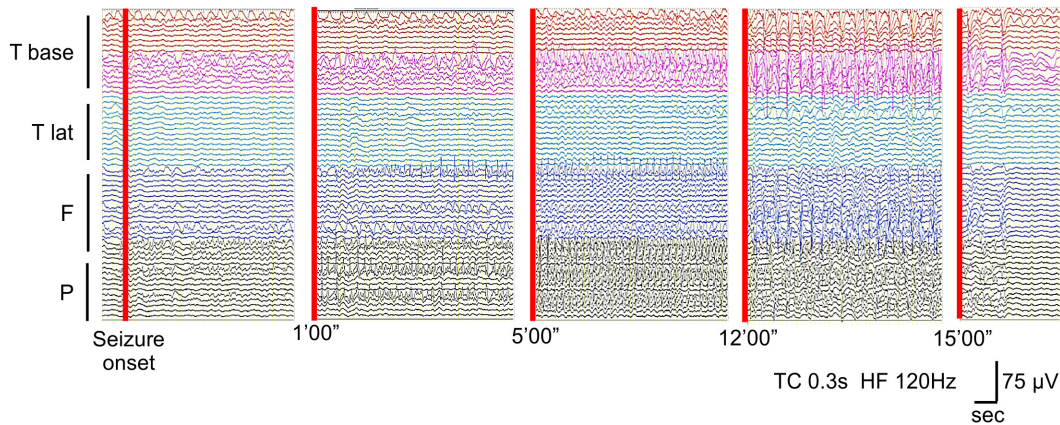 T base
T lat
F
P
Seizure
onset
1'00”
5'00”
12'00”
15'00”
TC 0.3s HF 120Hz
75 µV
sec